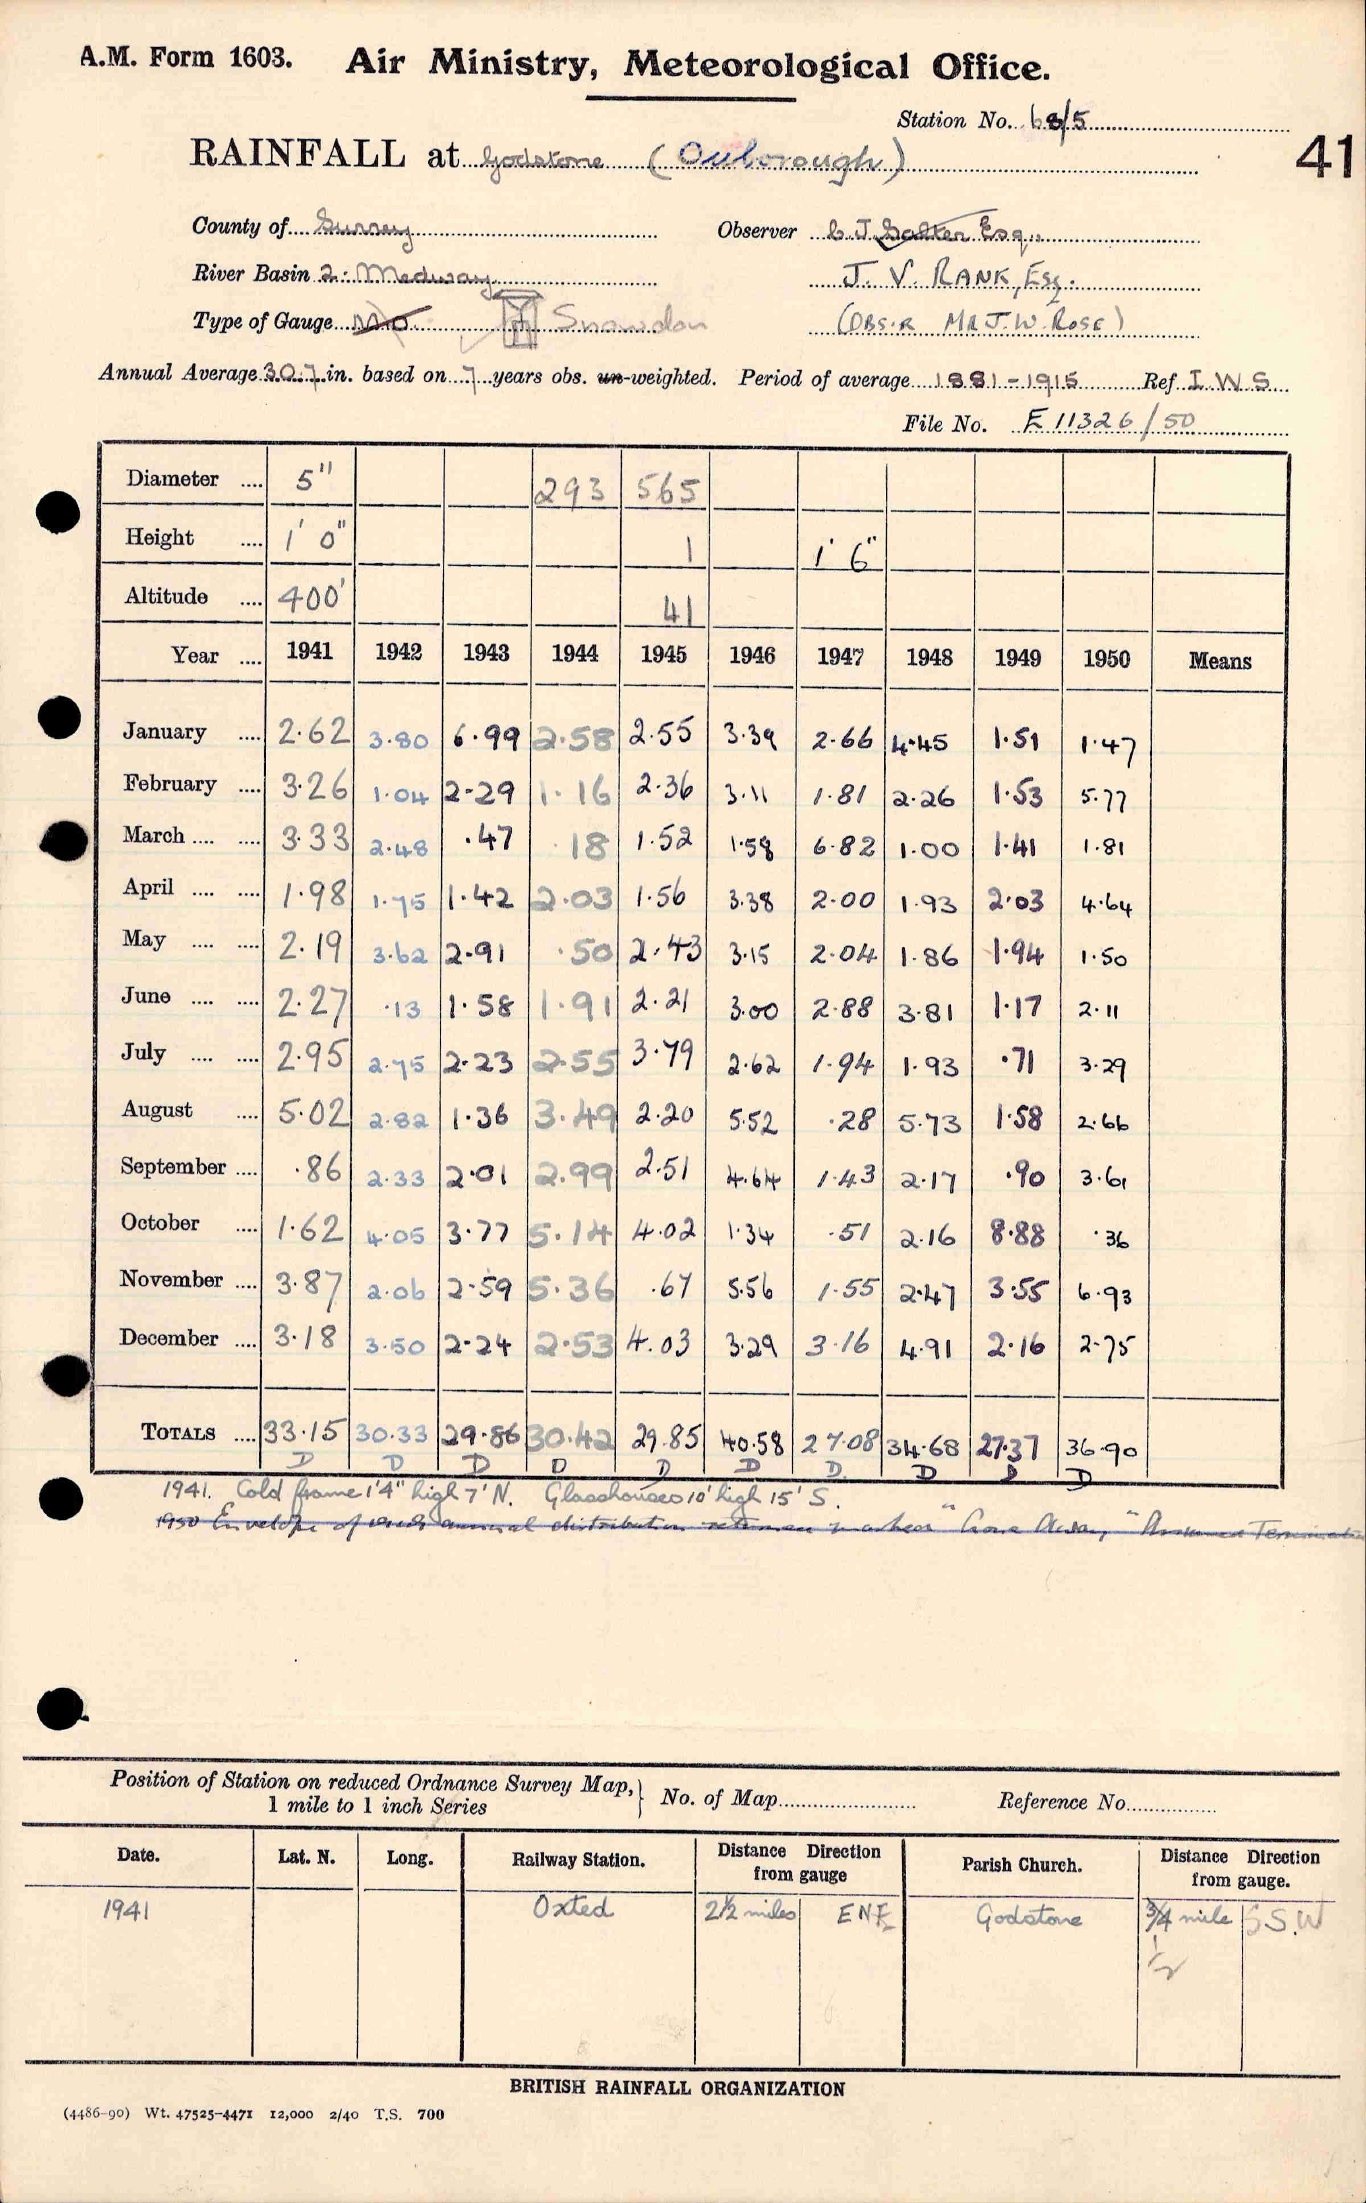 A.M. Form 1603. Air Ministry, Meteorological Office.
Station No. 68/5
41
RAINFALL at Godstone (Ouborough)
County of Surrey Observer C J Salter Esq.
River Basin 2. Medway J. V. RANK, Esq.
Type of Gauge M.O. Snowdon (OBS.R MR J. W. ROSE)
Annual Average 30.7 in. based on 7 years obs. un-weighted. Period of average 1881-1915 Ref I W S
File No. E 11326/50
Diameter .... 5" 293 565
Height .... 1' 0" 1 1' 6"
Altitude .... 400' 41
Year .... 1941 1942 1943 1944 1945 1946 1947 1948 1949 1950 Means
January .... 2.62 3.80 6.99 2.58 2.55 3.39 2.66 4.45 1.51 1.47
February .... 3.26 1.04 2.29 1.16 2.36 3.11 1.81 2.26 1.53 5.77
March .... .... 3.33 2.48 .47 .18 1.52 1.58 6.82 1.00 1.41 1.81
April .... .... 1.98 1.75 1.42 2.03 1.56 3.38 2.00 1.93 2.03 4.64
May .... .... 2.19 3.62 2.91 .50 2.43 3.15 2.04 1.86 1.94 1.50
June .... .... 2.27 .13 1.58 1.91 2.21 3.00 2.88 3.81 1.17 2.11
July .... .... 2.95 2.75 2.23 2.55 3.79 2.62 1.94 1.93 .71 3.29
August .... 5.02 2.82 1.36 3.49 2.20 5.52 .28 5.73 1.58 2.66
September .... .86 2.33 2.01 2.99 2.51 4.64 1.43 2.17 .90 3.61
October .... 1.62 4.05 3.77 5.14 4.02 1.34 .51 2.16 8.88 .36
November .... 3.87 2.06 2.59 5.36 .67 5.56 1.55 2.47 3.55 6.93
December .... 3.18 3.50 2.24 2.53 4.03 3.29 3.16 4.91 2.16 2.75
TOTALS .... 33.15 30.33 29.86 30.42 29.85 40.58 27.08 34.68 27.37 36.90
D D D D D D D. D D D
1941. Cold frame 1'4" high 7' N. Glasshouses 10' high 15' S.
1950 Envelope of annual distribution "Gone Away, "
Position of Station on reduced Ordnance Survey Map, } No. of Map Reference No.
1 mile to 1 inch Series
Date. Lat. N. Long. Railway Station. Distance from gauge Direction Parish Church. Distance from gauge. Direction
1941 Oxted 2½ miles ENE Godstone ¾ mile S S.W
½
BRITISH RAINFALL ORGANIZATION
(4486-90) Wt. 47525-4471 12,000 2/40 T.S. 700